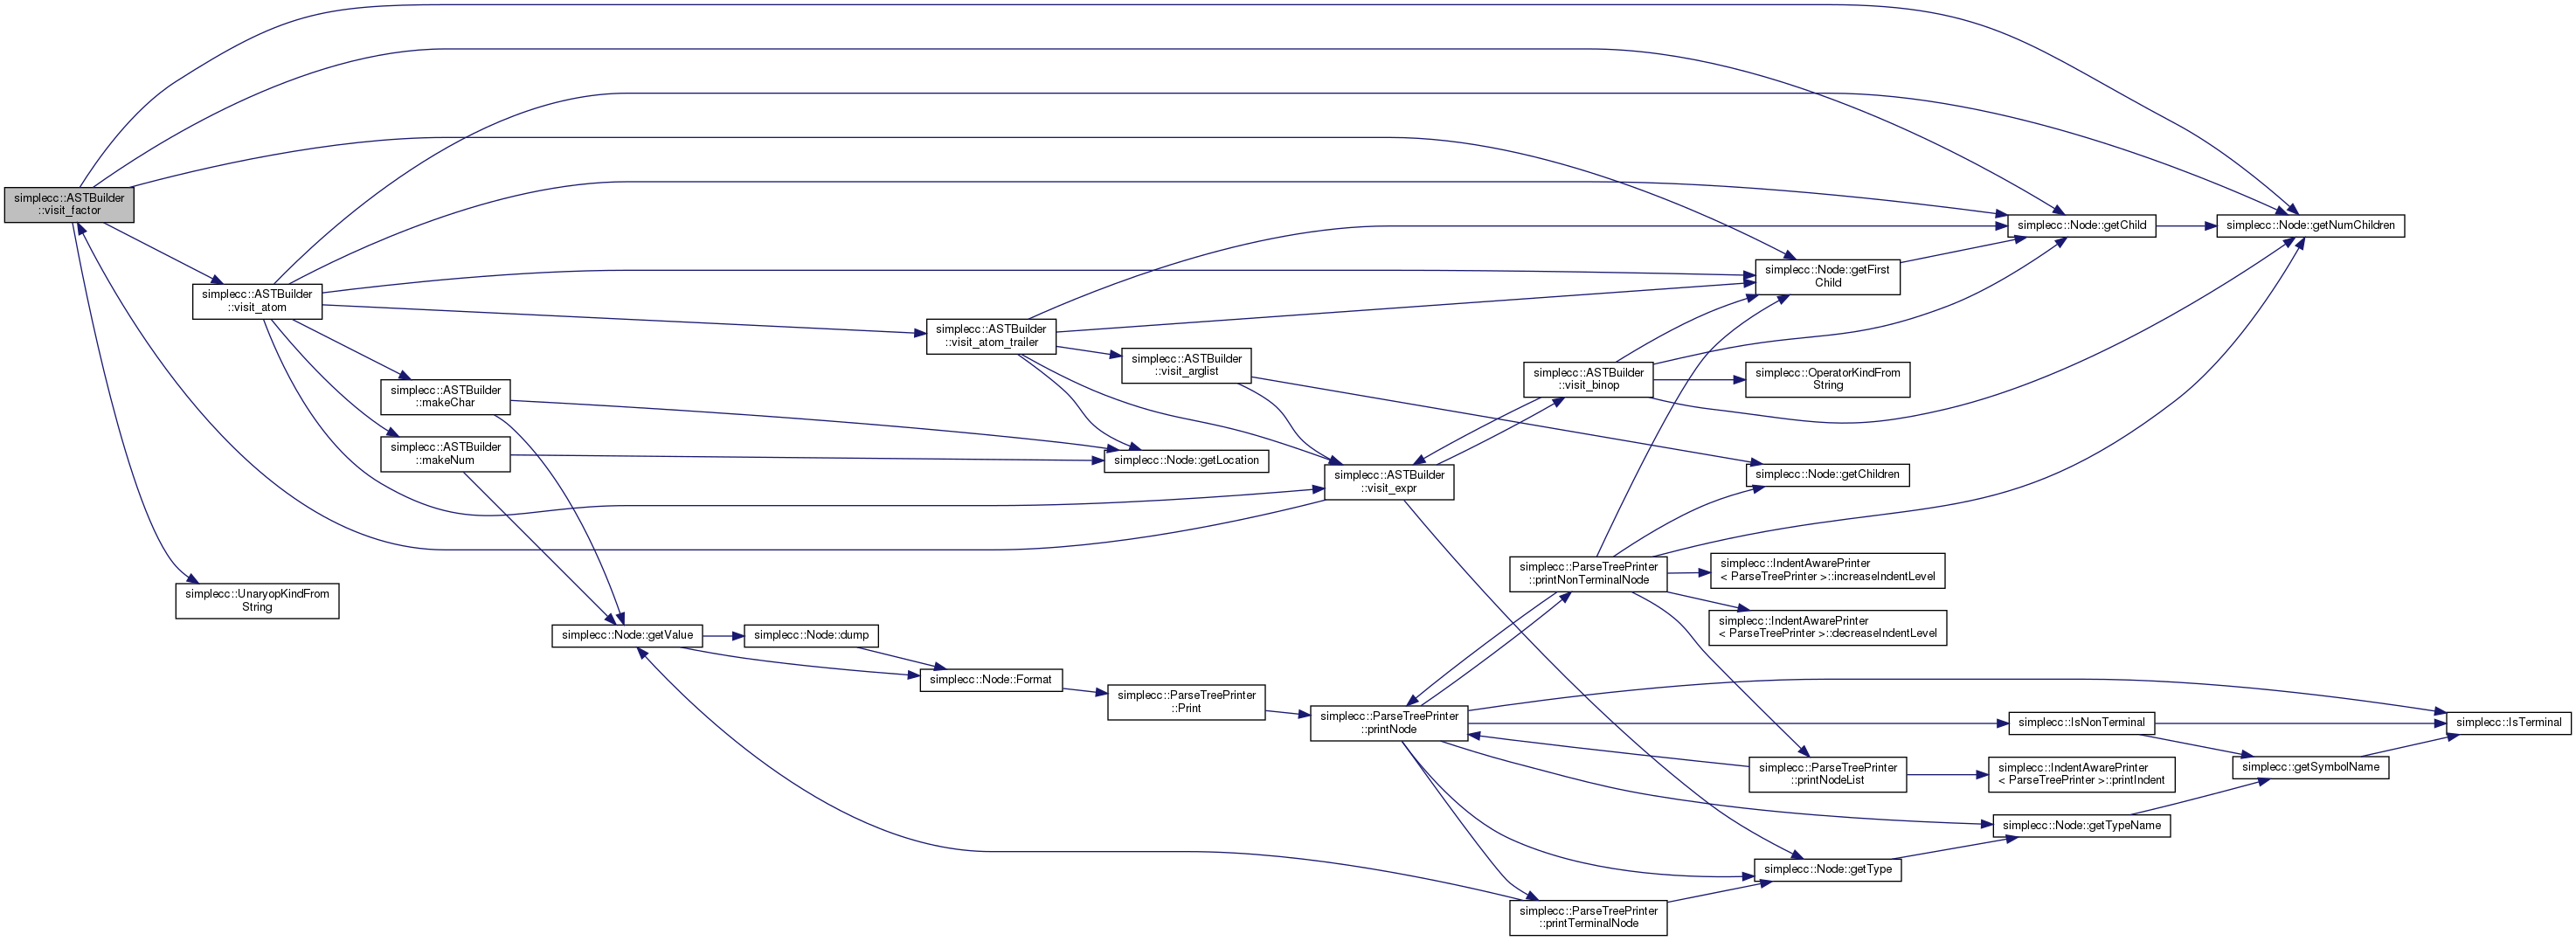 simplecc::ASTBuilder
::visit_factor
simplecc::ASTBuilder
::visit_atom
simplecc::UnaryopKindFrom
String
simplecc::ASTBuilder
::makeChar
simplecc::ASTBuilder
::makeNum
simplecc::Node::getValue
simplecc::Node::dump
simplecc::Node::Format
simplecc::ASTBuilder
::visit_atom_trailer
simplecc::ASTBuilder
::visit_arglist
simplecc::Node::getLocation
simplecc::ParseTreePrinter
::Print
simplecc::ASTBuilder
::visit_expr
simplecc::ParseTreePrinter
::printNode
simplecc::ASTBuilder
::visit_binop
simplecc::ParseTreePrinter
::printNonTerminalNode
simplecc::ParseTreePrinter
::printTerminalNode
simplecc::Node::getFirst
Child
simplecc::OperatorKindFrom
String
simplecc::Node::getChildren
simplecc::IndentAwarePrinter
< ParseTreePrinter >::increaseIndentLevel
simplecc::IndentAwarePrinter
< ParseTreePrinter >::decreaseIndentLevel
simplecc::ParseTreePrinter
::printNodeList
simplecc::Node::getType
simplecc::Node::getChild
simplecc::IsNonTerminal
simplecc::IndentAwarePrinter
< ParseTreePrinter >::printIndent
simplecc::Node::getTypeName
simplecc::Node::getNumChildren
simplecc::getSymbolName
simplecc::IsTerminal